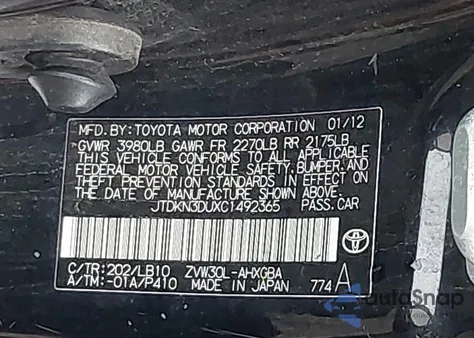 MFD. BY: TOYOTA MOTOR CORPORATION 01/12
GVWR 3980LB GAWR FR 2270LB RR 2175LB
THIS VEHICLE CONFORMS TO ALL APPLICABLE
FEDERAL MOTOR VEHICLE SAFETY, BUMPER, AND
THEFT PREVENTION STANDARDS IN EFFECT ON
THE DATE OF MANUFACTURE SHOWN ABOVE.
JTDKN3DUXC1492365 PASS. CAR
C/TR: 202/LB10 ZVW30L-AHXGBA
A/TM: -01A/P410 MADE IN JAPAN 774 A
AutoSnap